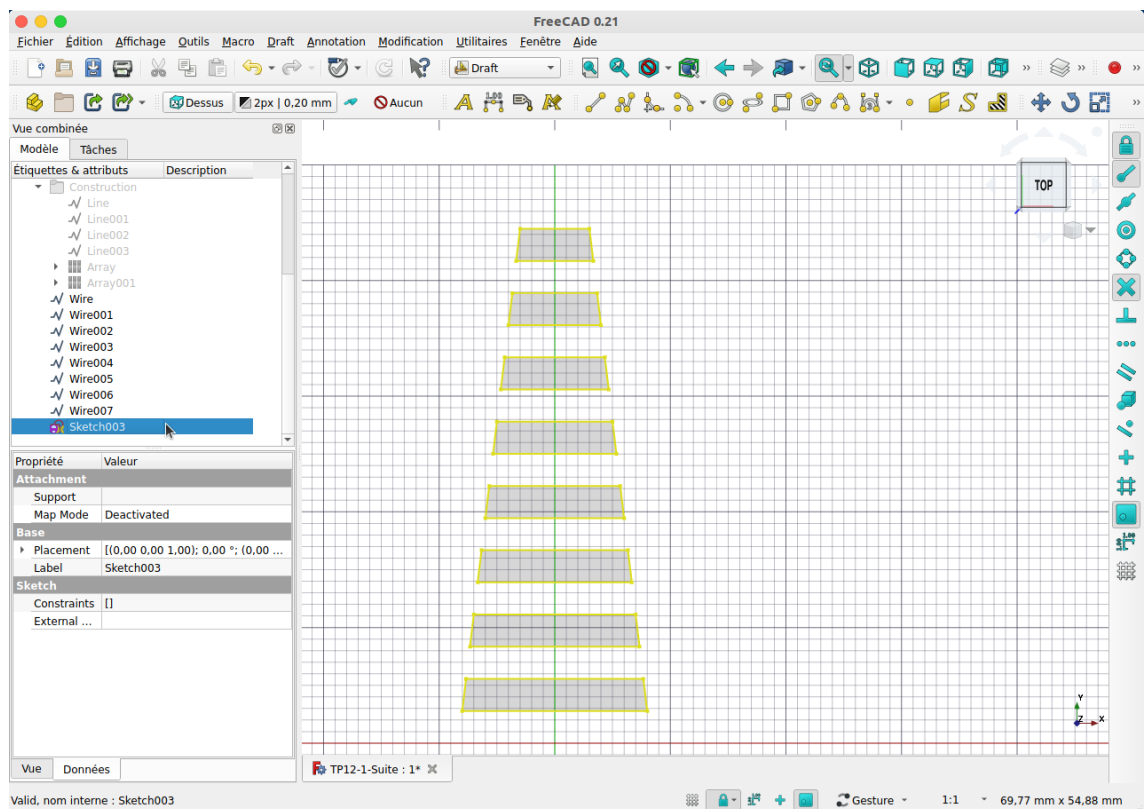 FreeCAD 0.21
Fichier Édition Affichage Outils Macro Draft Annotation Modification Utilitaires Fenêtre Aide
Draft
Dessus 2px | 0,20 mm Aucun
Vue combinée
Modèle Tâches
Étiquettes & attributs Description
Construction
Line
Line001
Line002
Line003
Array
Array001
Wire
Wire001
Wire002
Wire003
Wire004
Wire005
Wire006
Wire007
Sketch003
Propriété Valeur
Attachment
Support
Map Mode Deactivated
Base
Placement [(0,00 0,00 1,00); 0,00 °; (0,00 ...
Label Sketch003
Sketch
Constraints []
External ...
Vue Données
TOP
Y
Z X
TP12-1-Suite : 1*
Valid, nom interne : Sketch003
Gesture 1:1 69,77 mm x 54,88 mm